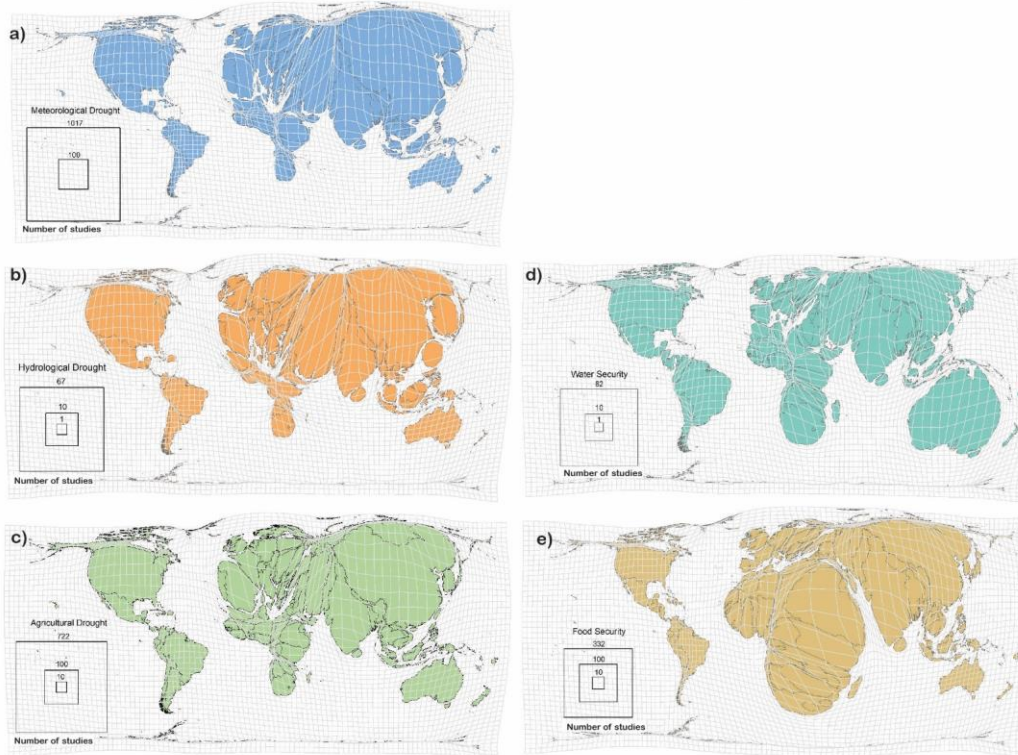 a)
Meteorological Drought
1017
100
Number of studies
b)
Hydrological Drought
67
10
1
Number of studies
d)
Water Security
82
10
1
Number of studies
c)
Agricultural Drought
722
100
10
Number of studies
e)
Food Security
332
100
10
Number of studies